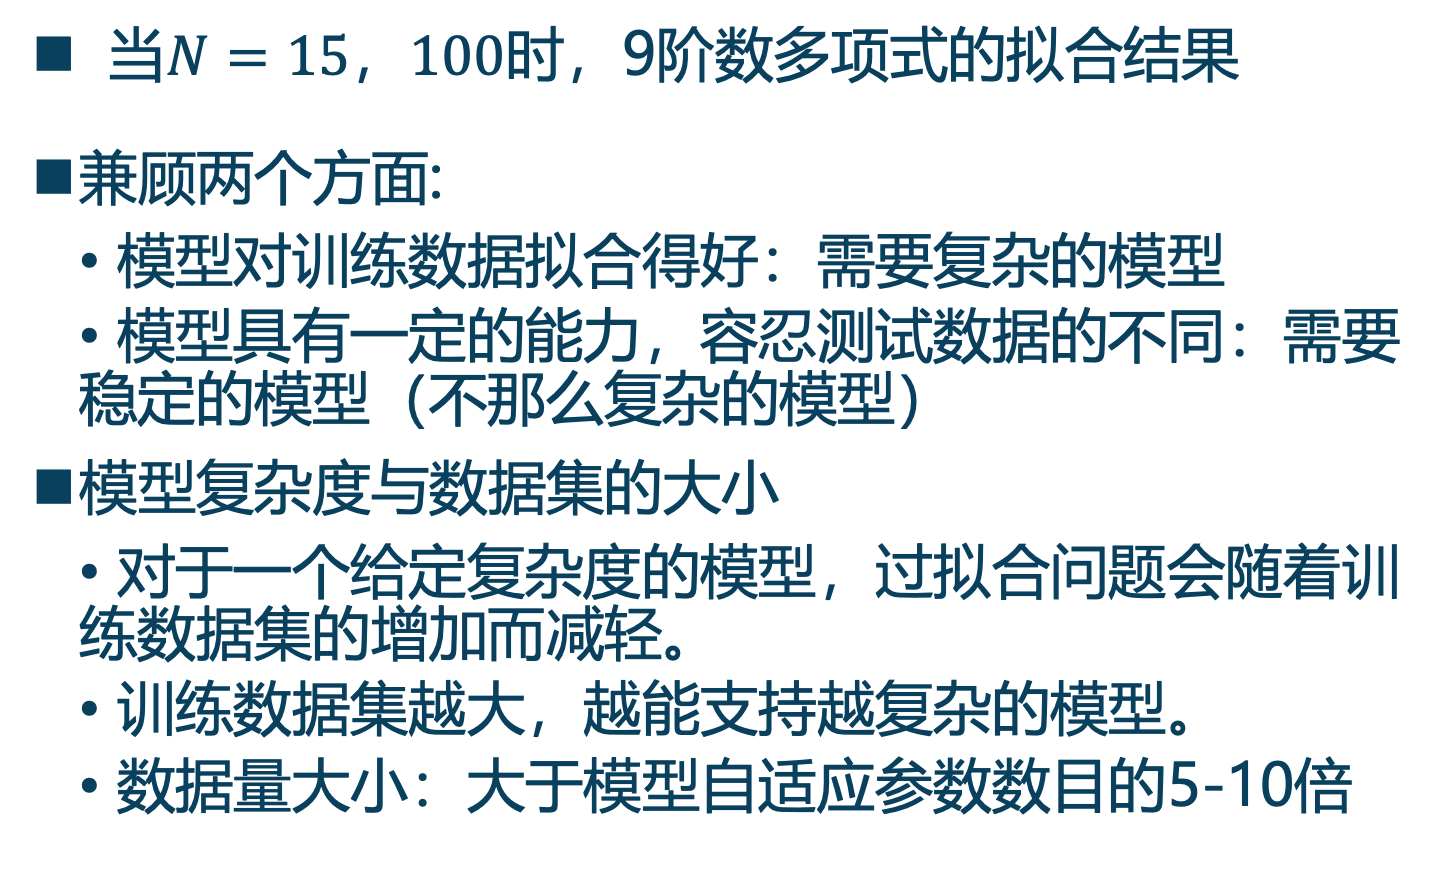 ■ 当N = 15，100时，9阶数多项式的拟合结果
■兼顾两个方面:
• 模型对训练数据拟合得好：需要复杂的模型
• 模型具有一定的能力，容忍测试数据的不同：需要
稳定的模型（不那么复杂的模型）
■模型复杂度与数据集的大小
• 对于一个给定复杂度的模型，过拟合问题会随着训
练数据集的增加而减轻。
• 训练数据集越大，越能支持越复杂的模型。
• 数据量大小：大于模型自适应参数数目的5-10倍